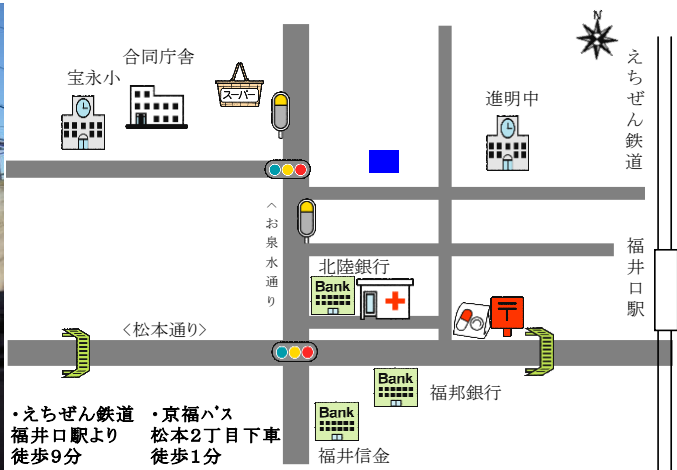 N
合同庁舎
宝永小
スーパー
進明中
えちぜん鉄道
へお泉水通り
北陸銀行
Bank
福井口駅
〒
<松本通り>
Bank
福邦銀行
Bank
福井信金
・えちぜん鉄道
福井口駅より
徒歩9分
・京福バス
松本2丁目下車
徒歩1分